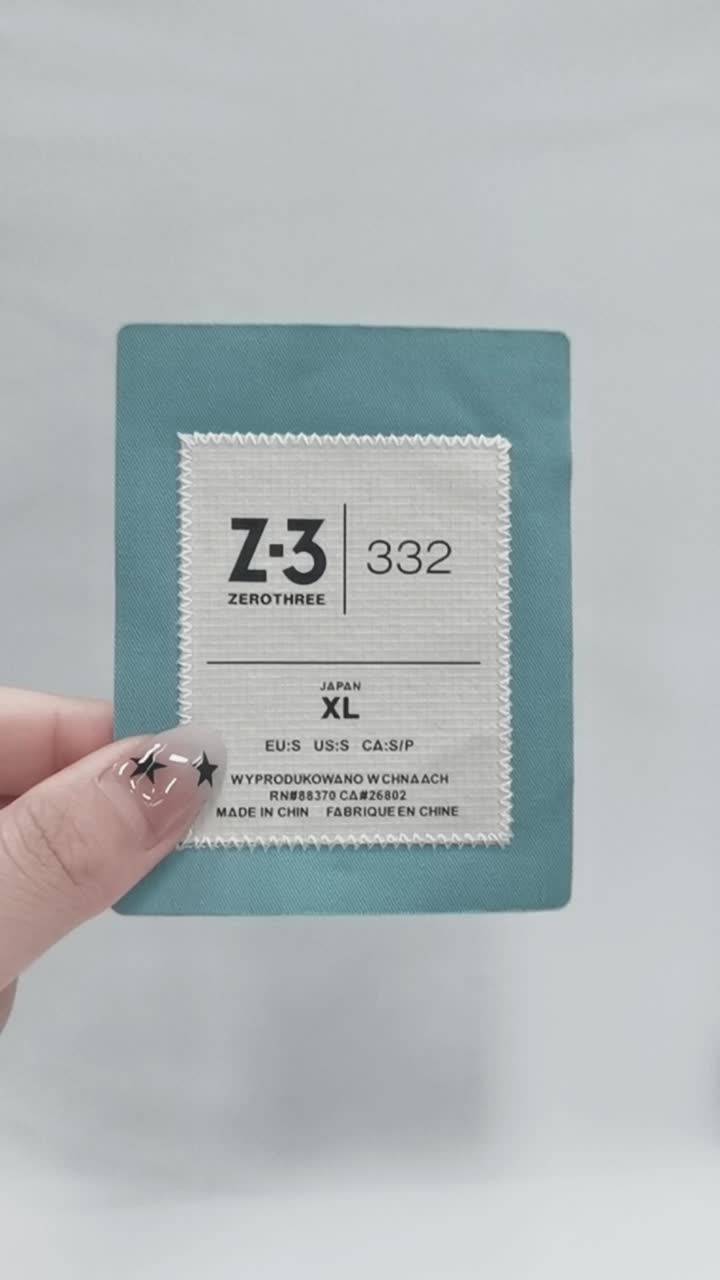 Z·3 332
ZEROTHREE
JAPAN
XL
EU:S US:S CA:S/P
WYPRODUKOWANO W CHNAACH
RN#88370 CA#26802
MADE IN CHIN FABRIQUE EN CHINE